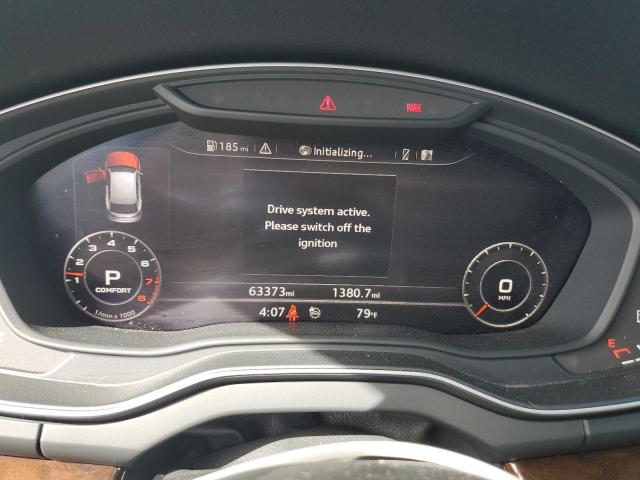 PARK
185 mi
Initializing...
Drive system active.
Please switch off the
ignition
1 2 3 4 5 6 7 8
P
COMFORT
1/min x 1000
0
MPH
63373mi
1380.7mi
4:07
79°F
E